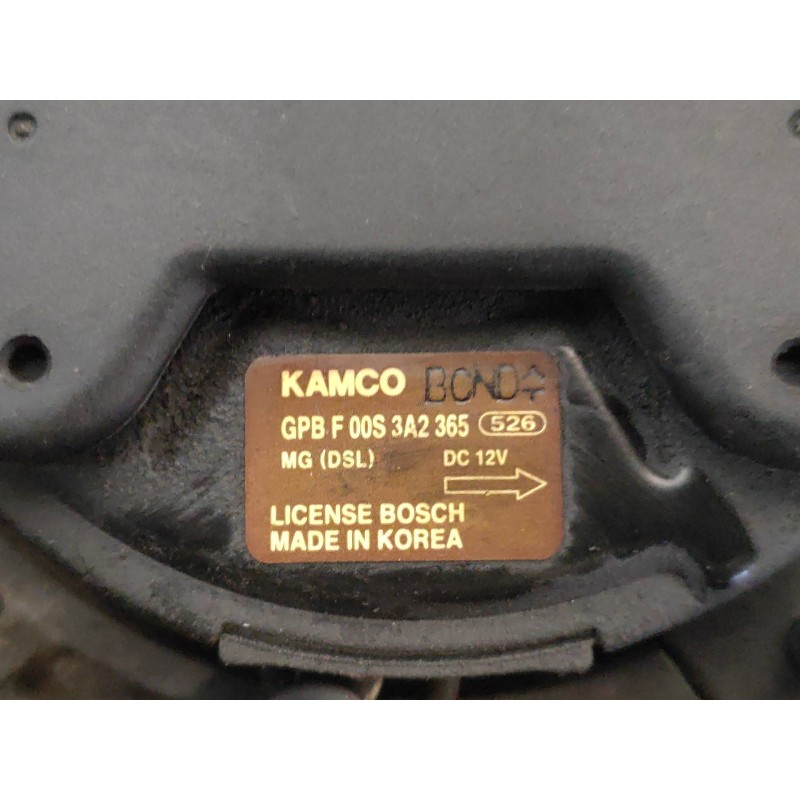 KAMCO BOND
GPB F 00S 3A2 365 526
MG (DSL) DC 12V
LICENSE BOSCH
MADE IN KOREA